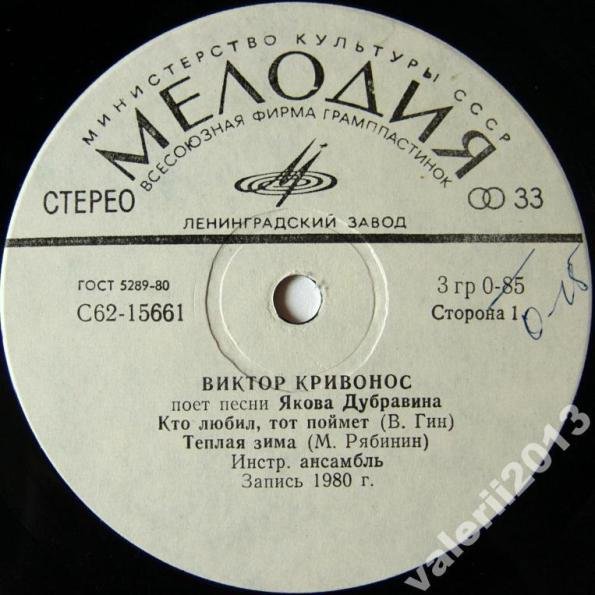 МИНИСТЕРСТВО КУЛЬТУРЫ СССР
МЕЛОДИЯ
ВСЕСОЮЗНАЯ ФИРМА ГРАМПЛАСТИНОК
СТЕРЕО
33
ЛЕНИНГРАДСКИЙ ЗАВОД
ГОСТ 5289-80
3 гр 0-85
С62-15661
Сторона 1
0-15
ВИКТОР КРИВОНОС
поет песни Якова Дубравина
Кто любил, тот поймет (В. Гин)
Теплая зима (М. Рябинин)
Инстр. ансамбль
Запись 1980 г.
valerii2013